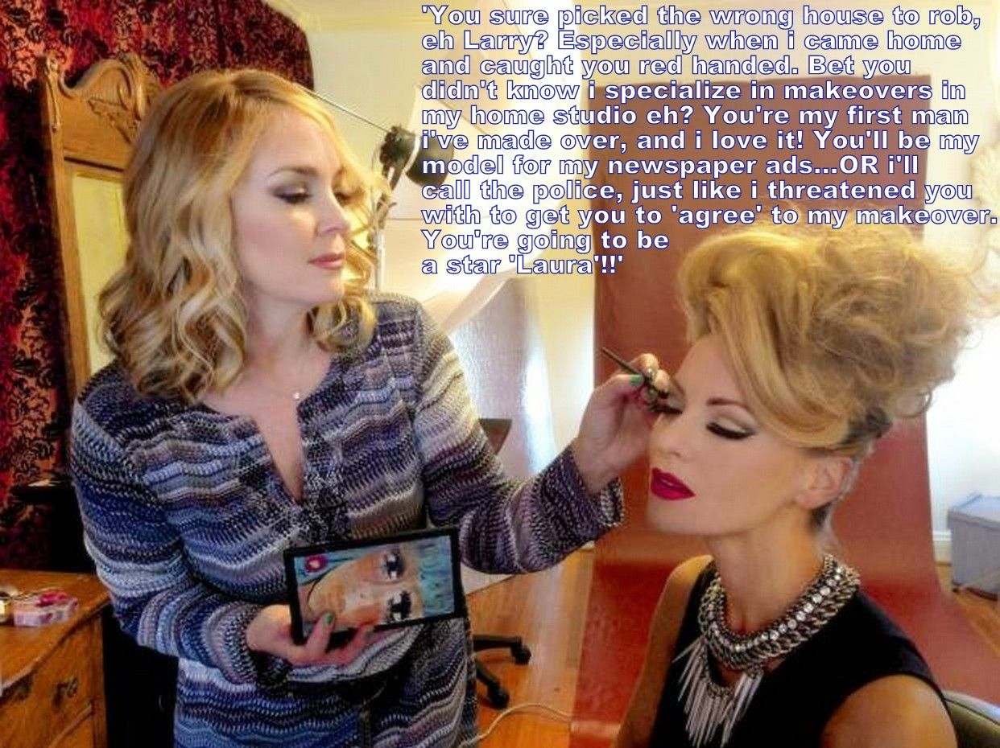 'You sure picked the wrong house to rob,
eh Larry? Especially when i came home
and caught you red handed. Bet you
didn't know i specialize in makeovers in
my home studio eh? You're my first man
i've made over, and i love it! You'll be my
model for my newspaper ads...OR i'll
call the police, just like i threatened you
with to get you to 'agree' to my makeover.
You're going to be
a star 'Laura'!!'